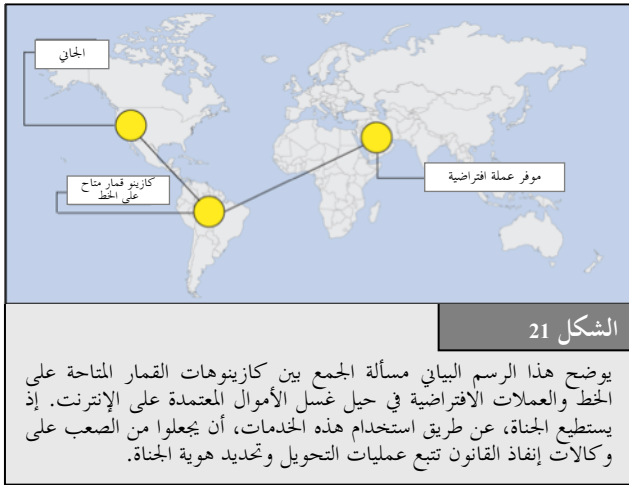 الجاني
كازينو قمار متاح
على الخط
موفر عملة افتراضية
الشكل 21
يوضح هذا الرسم البياني مسألة الجمع بين كازينوهات القمار المتاحة على
الخط والعملات الافتراضية في حيل غسل الأموال المعتمدة على الإنترنت. إذ
يستطيع الجناة، عن طريق استخدام هذه الخدمات، أن يجعلوا من الصعب على
وكالات إنفاذ القانون تتبع عمليات التحويل وتحديد هوية الجناة.